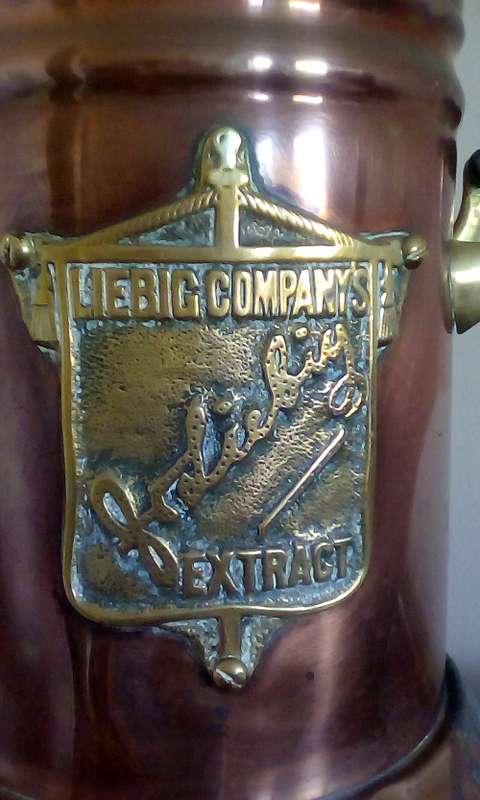 LIEBIG COMPANY'S
J. v. Liebig
EXTRACT